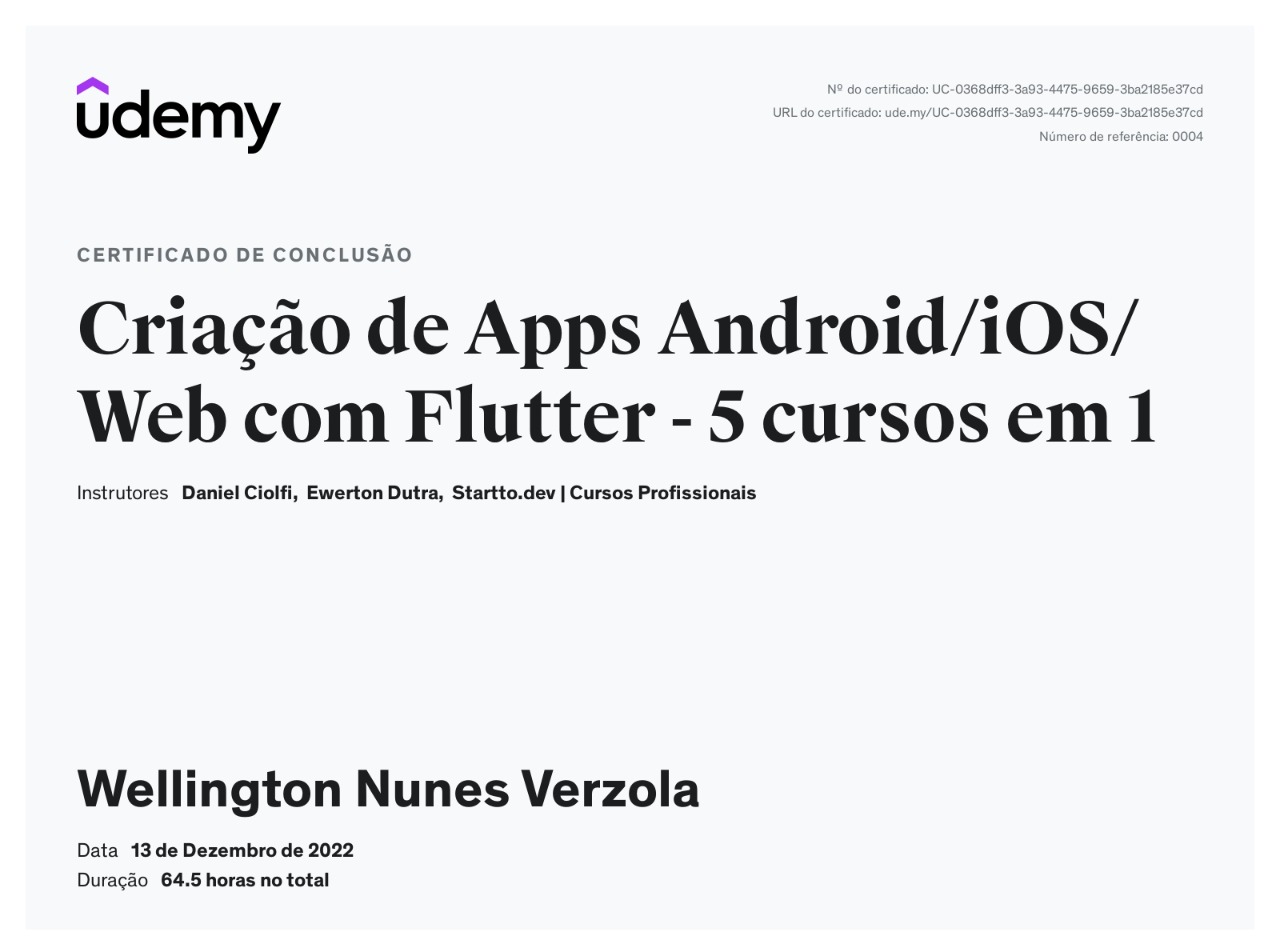 udemy
Nº do certificado: UC-0368dff3-3a93-4475-9659-3ba2185e37cd
URL do certificado: ude.my/UC-0368dff3-3a93-4475-9659-3ba2185e37cd
Número de referência: 0004
CERTIFICADO DE CONCLUSÃO
Criação de Apps Android/iOS/
Web com Flutter - 5 cursos em 1
Instrutores Daniel Ciolfi, Ewerton Dutra, Startto.dev | Cursos Profissionais
Wellington Nunes Verzola
Data 13 de Dezembro de 2022
Duração 64.5 horas no total